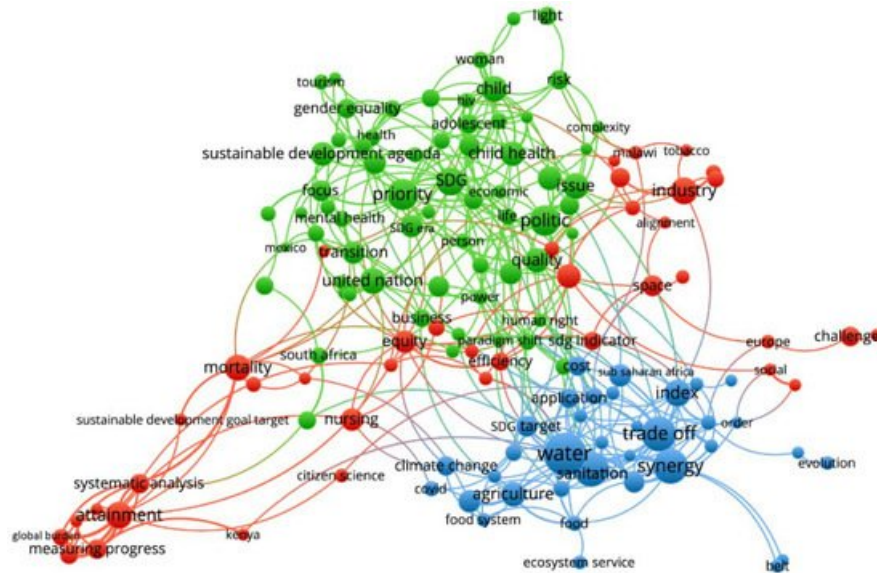 light
woman
tourism
child
risk
gender equality
hiv
adolescent
complexity
health
sustainable development agenda
child health
malawi
tobacco
SDG
issue
industry
focus
priority
economic
mental health
life
politic
alignment
SDG era
mexico
transition
person
quality
united nation
space
power
business
human right
equity
paradigm shift
sdg indicator
europe
challenge
south africa
mortality
efficiency
cost
sub saharan africa
social
application
index
sustainable development goal target
nursing
SDG target
trade off
order
water
climate change
synergy
evolution
citizen science
sanitation
systematic analysis
covid
agriculture
attainment
food system
food
global burden
kenya
measuring progress
ecosystem service
belt